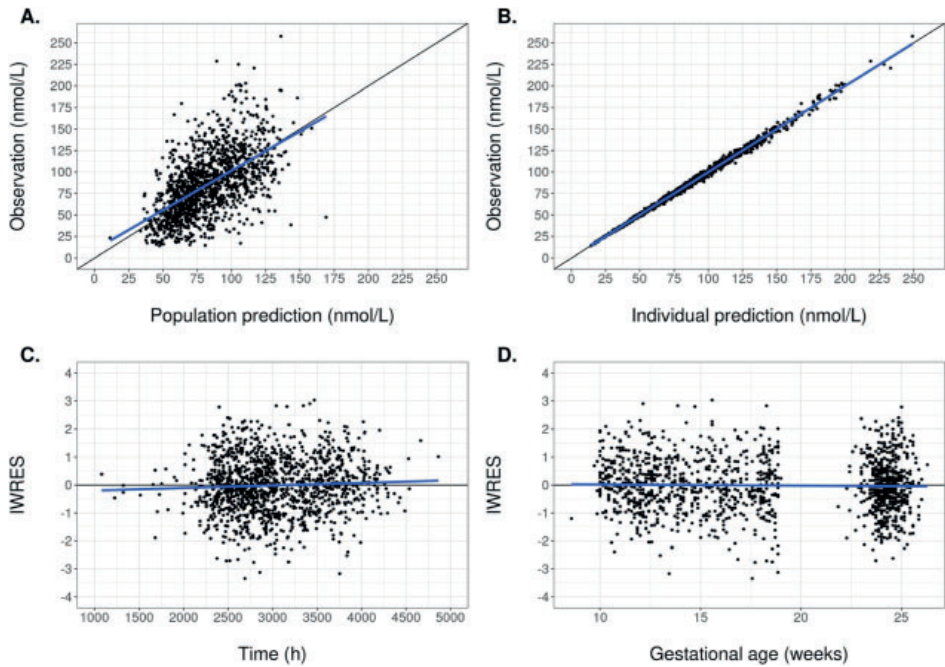 A.
250
225
200
175
150
125
100
75
50
25
0
Observation (nmol/L)
0 25 50 75 100 125 150 175 200 225 250
Population prediction (nmol/L)
B.
250
225
200
175
150
125
100
75
50
25
0
Observation (nmol/L)
0 25 50 75 100 125 150 175 200 225 250
Individual prediction (nmol/L)
C.
4
3
2
1
0
-1
-2
-3
-4
IWRES
1000 1500 2000 2500 3000 3500 4000 4500 5000
Time (h)
D.
4
3
2
1
0
-1
-2
-3
-4
IWRES
10 15 20 25
Gestational age (weeks)